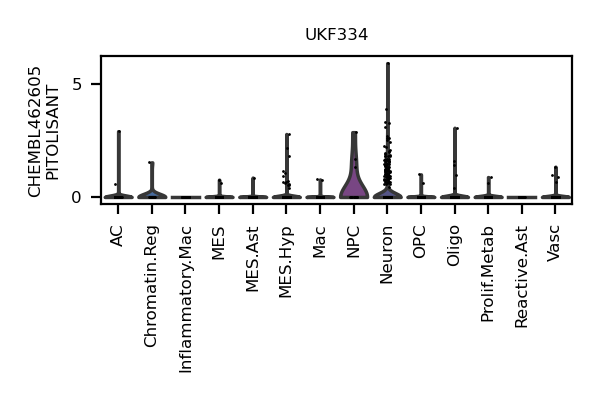 UKF334
CHEMBL462605
PITOLISANT
5
0
AC
Chromatin.Reg
Inflammatory.Mac
MES
MES.Ast
MES.Hyp
Mac
NPC
Neuron
OPC
Oligo
Prolif.Metab
Reactive.Ast
Vasc